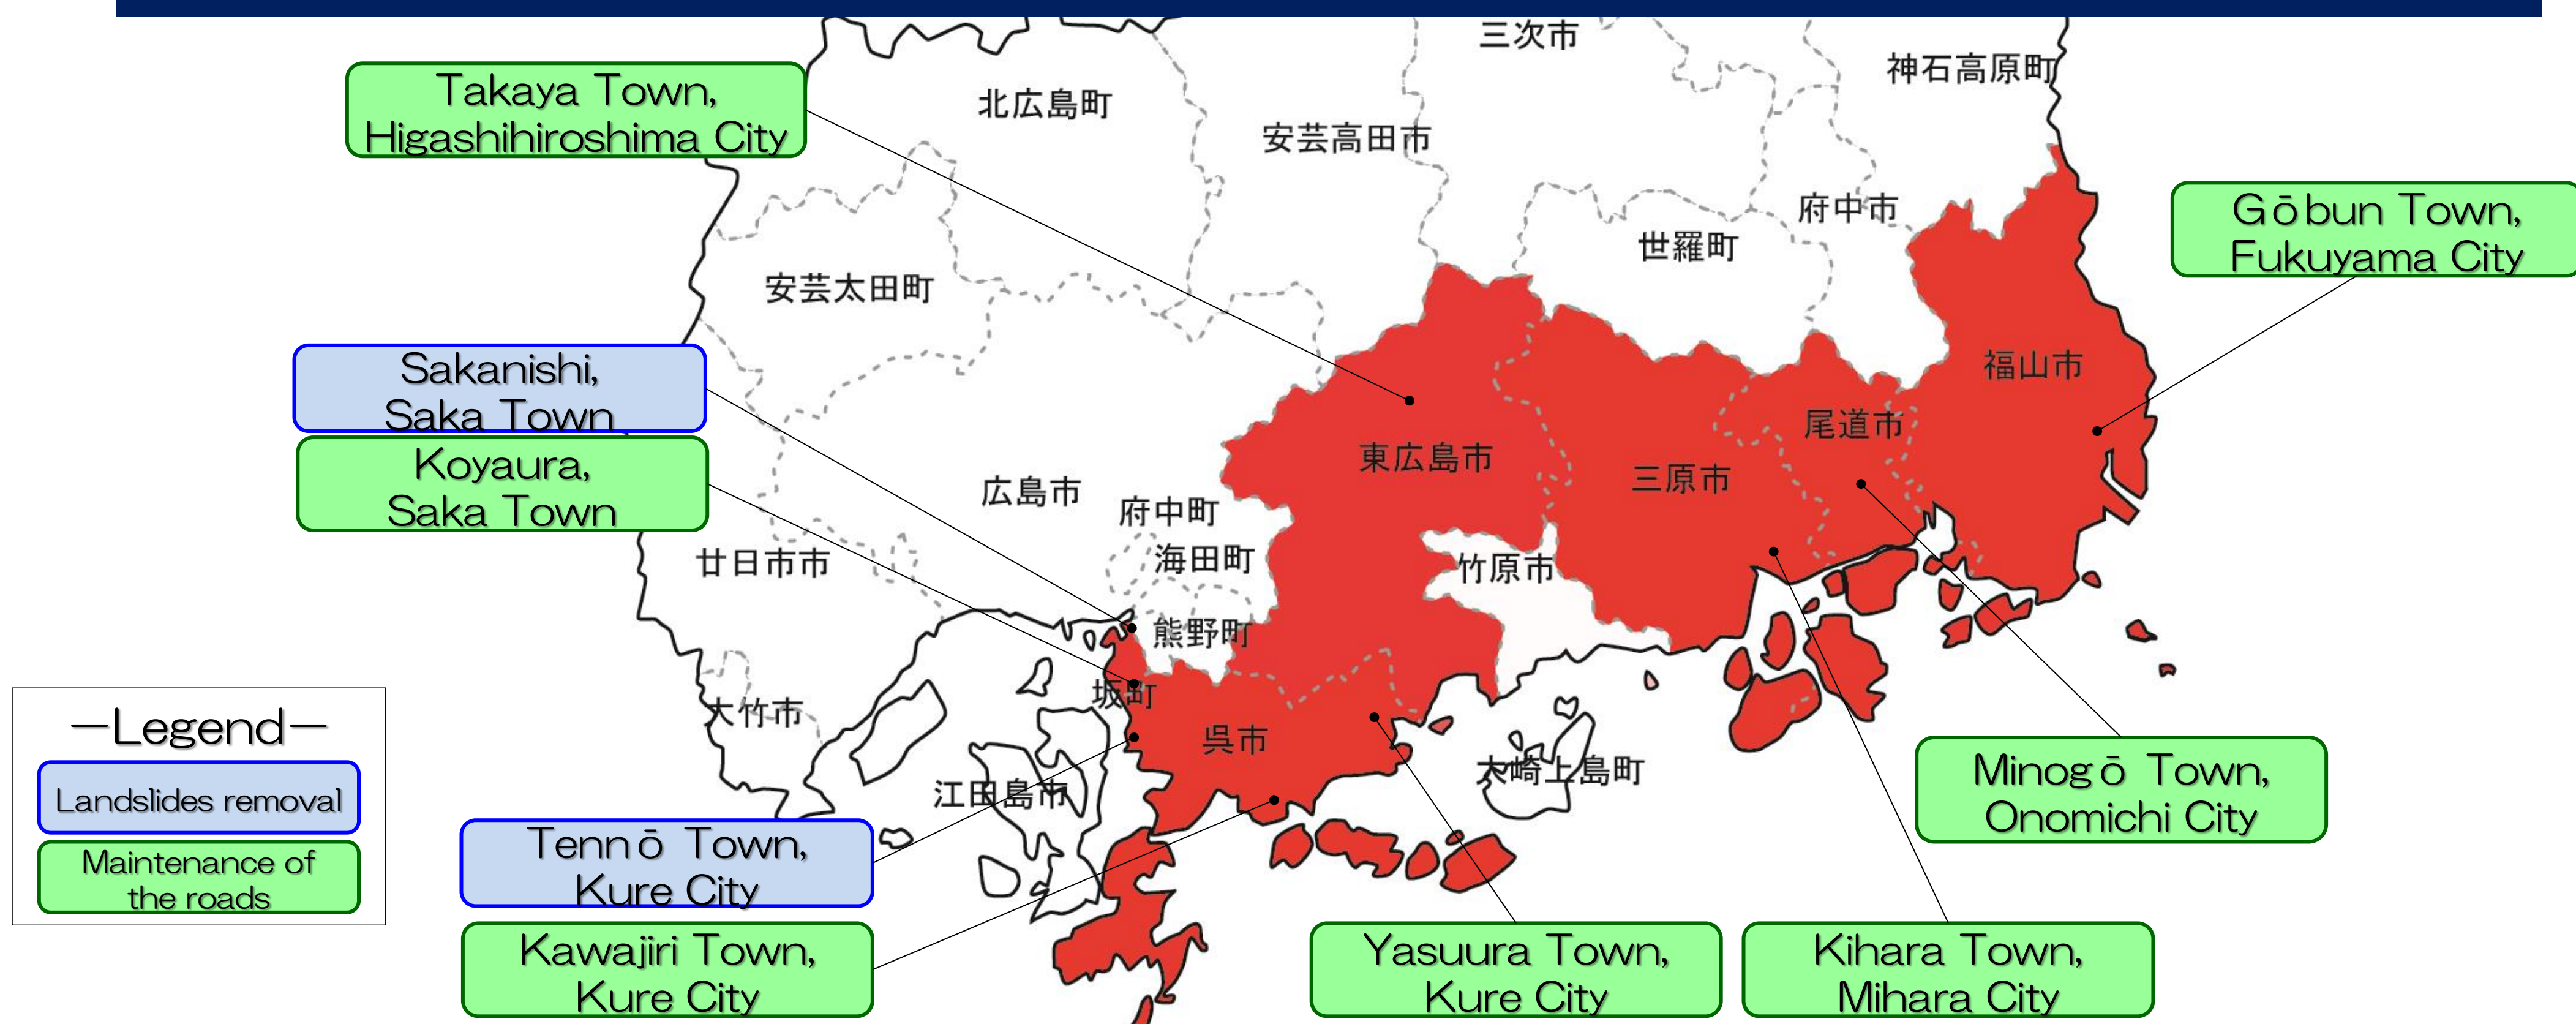 三次市
神石高原町
Takaya Town,
Higashihiroshima City
北広島町
安芸高田市
府中市
Gōbun Town,
Fukuyama City
世羅町
安芸太田町
福山市
Sakanishi,
Saka Town
尾道市
東広島市
三原市
Koyaura,
Saka Town
広島市
府中町
海田町
竹原市
廿日市市
熊野町
坂町
大竹市
呉市
江田島市
大崎上島町
—Legend—
Landslides removal
Maintenance of
the roads
Minogō Town,
Onomichi City
Tennō Town,
Kure City
Kawajiri Town,
Kure City
Yasuura Town,
Kure City
Kihara Town,
Mihara City